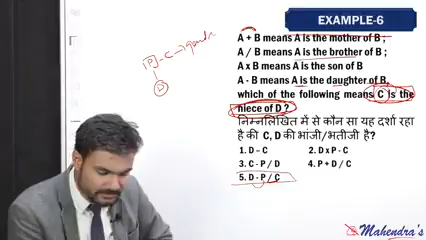 EXAMPLE-6
A + B means A is the mother of B ;
A / B means A is the brother of B ;
A x B means A is the son of B
A - B means A is the daughter of B,
which of the following means C is the
niece of D ?
निम्नलिखित में से कौन सा यह दर्शा रहा
है की C, D की भांजी/भतीजी है?
1. D – C 2. D x P - C
3. C - P / D 4. P + D / C
5. D - P / C
[P] - C
D
Mahendra's